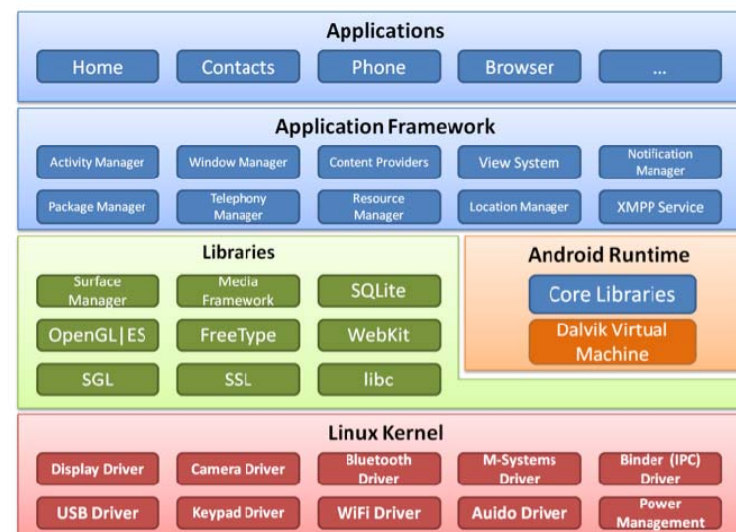 Applications
Home
Contacts
Phone
Browser
...
Application Framework
Activity Manager
Window Manager
Content Providers
View System
Notification
Manager
Package Manager
Telephony
Manager
Resource
Manager
Location Manager
XMPP Service
Libraries
Surface
Manager
Media
Framework
SQLite
OpenGL|ES
FreeType
WebKit
SGL
SSL
libc
Android Runtime
Core Libraries
Dalvik Virtual
Machine
Linux Kernel
Display Driver
Camera Driver
Bluetooth
Driver
M-Systems
Driver
Binder (IPC)
Driver
USB Driver
Keypad Driver
WiFi Driver
Auido Driver
Power
Management